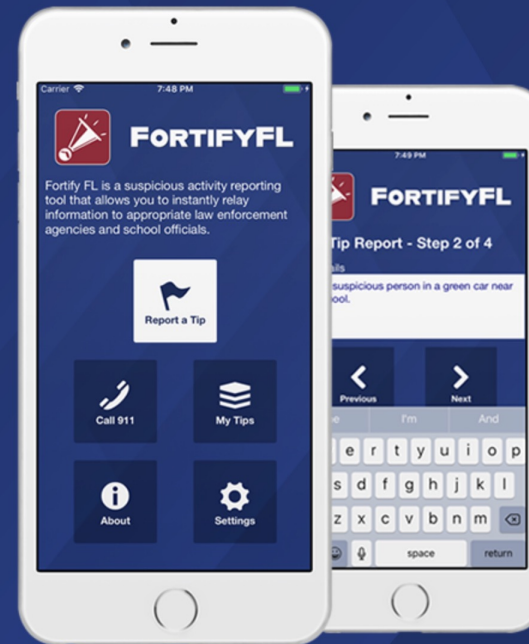 Carrier 7:48 PM
FORTIFYFL
Fortify FL is a suspicious activity reporting
tool that allows you to instantly relay
information to appropriate law enforcement
agencies and school officials.
Report a Tip
Call 911
My Tips
About
Settings
7:49 PM
FORTIFYFL
Tip Report - Step 2 of 4
suspicious person in a green car near
Previous
Next
I'm
And
e r t y u i o p
s d f g h j k l
z x c v b n m
space
return